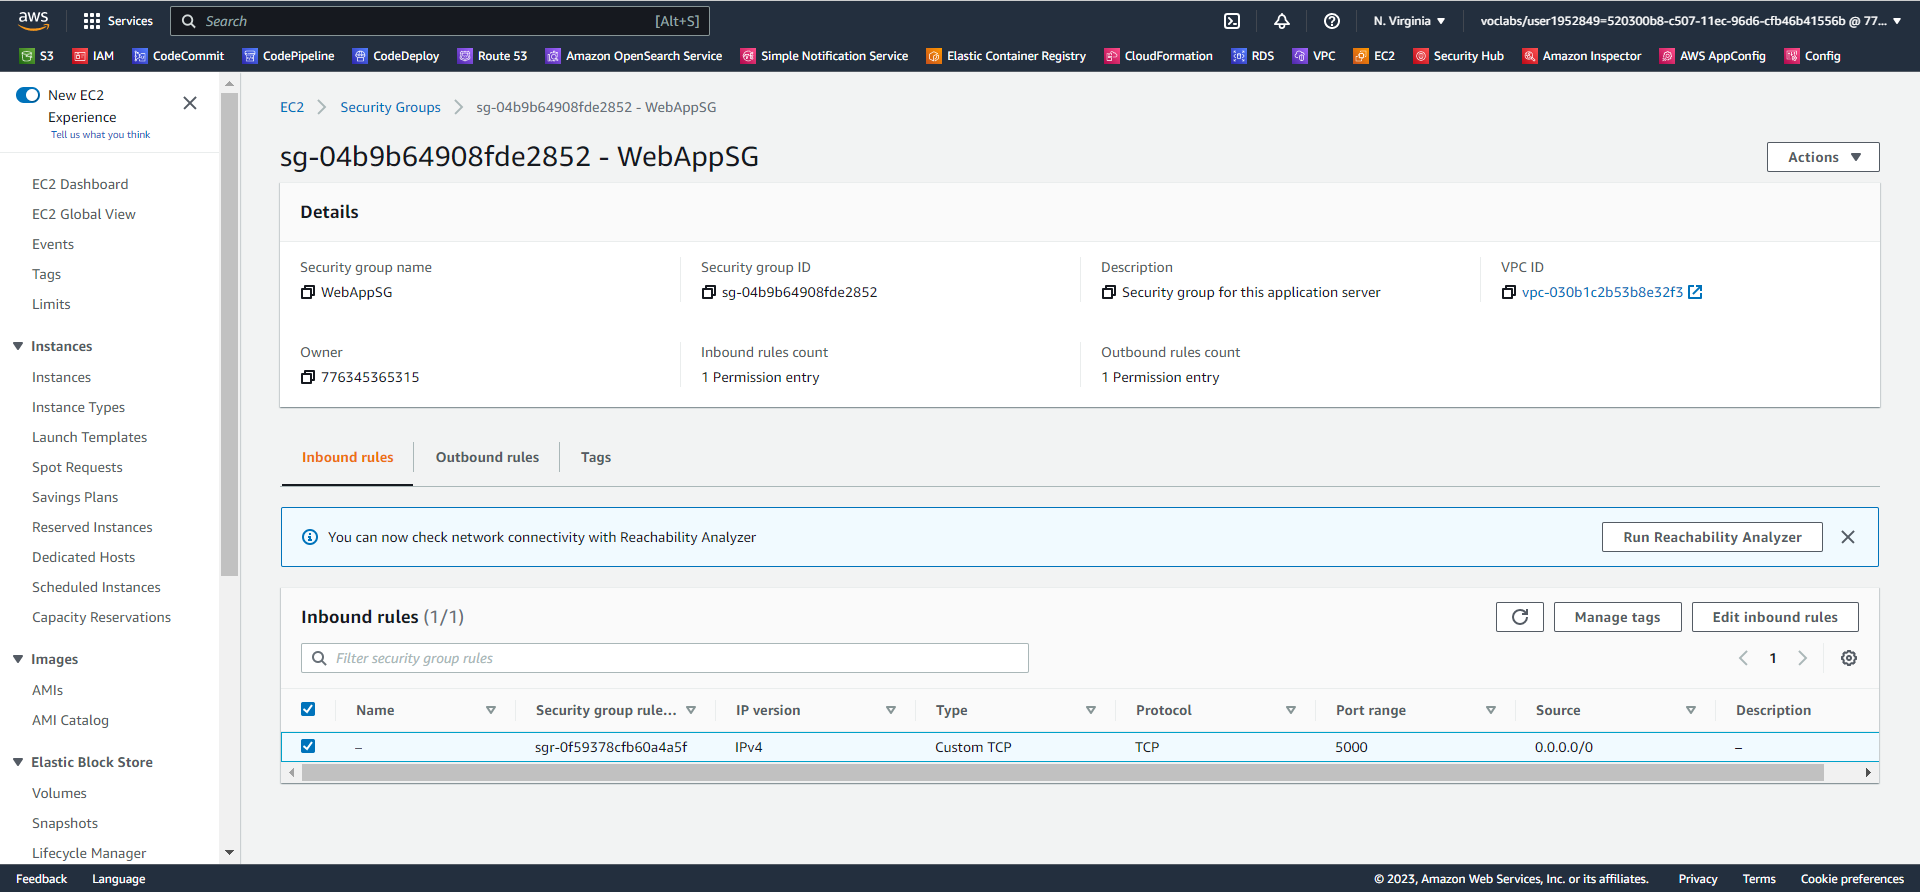 aws Services Search [Alt+S] N. Virginia voclabs/user1952849=520300b8-c507-11ec-96d6-cfb46b41556b @ 77...
S3 IAM CodeCommit CodePipeline CodeDeploy Route 53 Amazon OpenSearch Service Simple Notification Service Elastic Container Registry CloudFormation RDS VPC EC2 Security Hub Amazon Inspector AWS AppConfig Config
New EC2
Experience
Tell us what you think
EC2 Dashboard
EC2 Global View
Events
Tags
Limits
Instances
Instances
Instance Types
Launch Templates
Spot Requests
Savings Plans
Reserved Instances
Dedicated Hosts
Scheduled Instances
Capacity Reservations
Images
AMIs
AMI Catalog
Elastic Block Store
Volumes
Snapshots
Lifecycle Manager
EC2 Security Groups sg-04b9b64908fde2852 - WebAppSG
sg-04b9b64908fde2852 - WebAppSG
Actions
Details
Security group name Security group ID Description VPC ID
WebAppSG sg-04b9b64908fde2852 Security group for this application server vpc-030b1c2b53b8e32f3
Owner Inbound rules count Outbound rules count
776345365315 1 Permission entry 1 Permission entry
Inbound rules Outbound rules Tags
You can now check network connectivity with Reachability Analyzer Run Reachability Analyzer
Inbound rules (1/1) Manage tags Edit inbound rules
Filter security group rules 1
Name Security group rule... IP version Type Protocol Port range Source Description
– sgr-0f59378cfb60a4a5f IPv4 Custom TCP TCP 5000 0.0.0.0/0 –
Feedback Language © 2023, Amazon Web Services, Inc. or its affiliates. Privacy Terms Cookie preferences